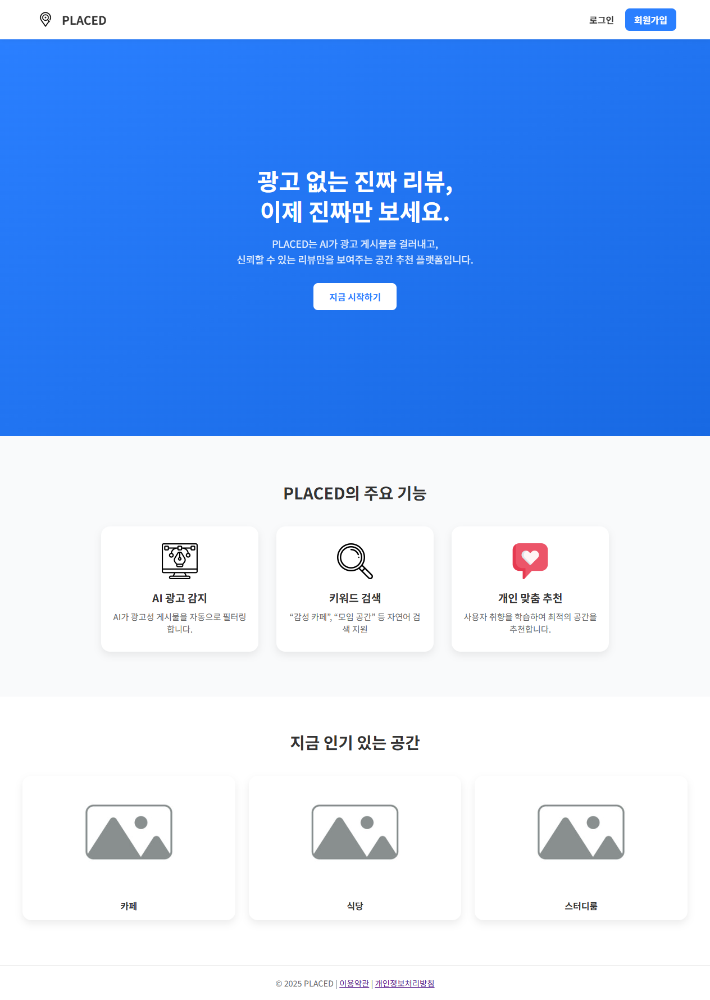 PLACED
로그인
회원가입
광고 없는 진짜 리뷰,
이제 진짜만 보세요.
PLACED는 AI가 광고 게시물을 걸러내고,
신뢰할 수 있는 리뷰만을 보여주는 공간 추천 플랫폼입니다.
지금 시작하기
PLACED의 주요 기능
AI 광고 감지
AI가 광고성 게시물을 자동으로 필터링
합니다.
키워드 검색
“감성 카페”, “모임 공간” 등 자연어 검
색 지원
개인 맞춤 추천
사용자 취향을 학습하여 최적의 공간을
추천합니다.
지금 인기 있는 공간
카페
식당
스터디룸
© 2025 PLACED | 이용약관 | 개인정보처리방침